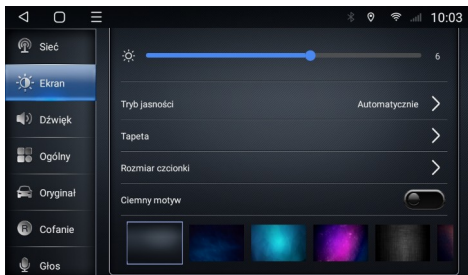 10:03
Sieć
Ekran
Dźwięk
Ogólny
Oryginał
R Cofanie
Głos
6
Tryb jasności Automatycznie
Tapeta
Rozmiar czcionki
Ciemny motyw